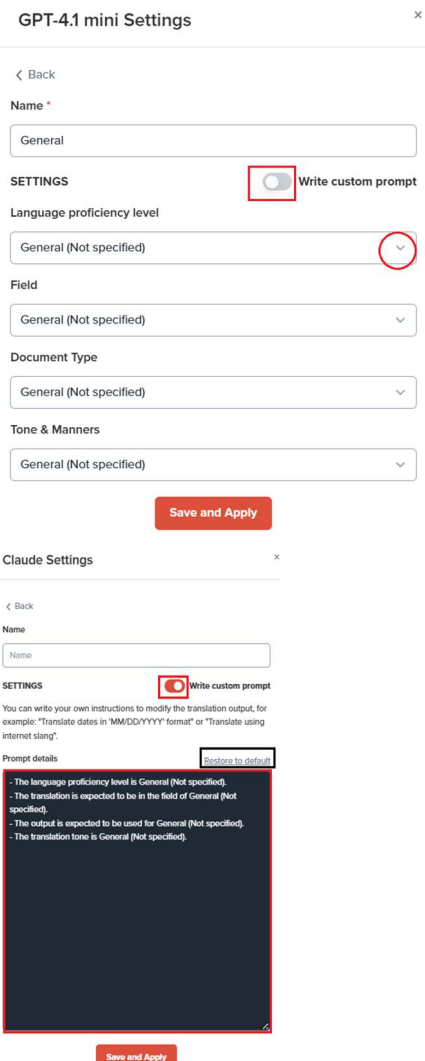 GPT-4.1 mini Settings ×
< Back
Name *
General
SETTINGS Write custom prompt
Language proficiency level
General (Not specified)
Field
General (Not specified)
Document Type
General (Not specified)
Tone & Manners
General (Not specified)
Save and Apply
Claude Settings ×
< Back
Name
Name
SETTINGS Write custom prompt
You can write your own instructions to modify the translation output, for
example: "Translate dates in 'MM/DD/YYYY' format" or "Translate using
internet slang".
Prompt details Restore to default
- The language proficiency level is General (Not specified).
- The translation is expected to be in the field of General (Not
specified).
- The output is expected to be used for General (Not specified).
- The translation tone is General (Not specified).
Save and Apply